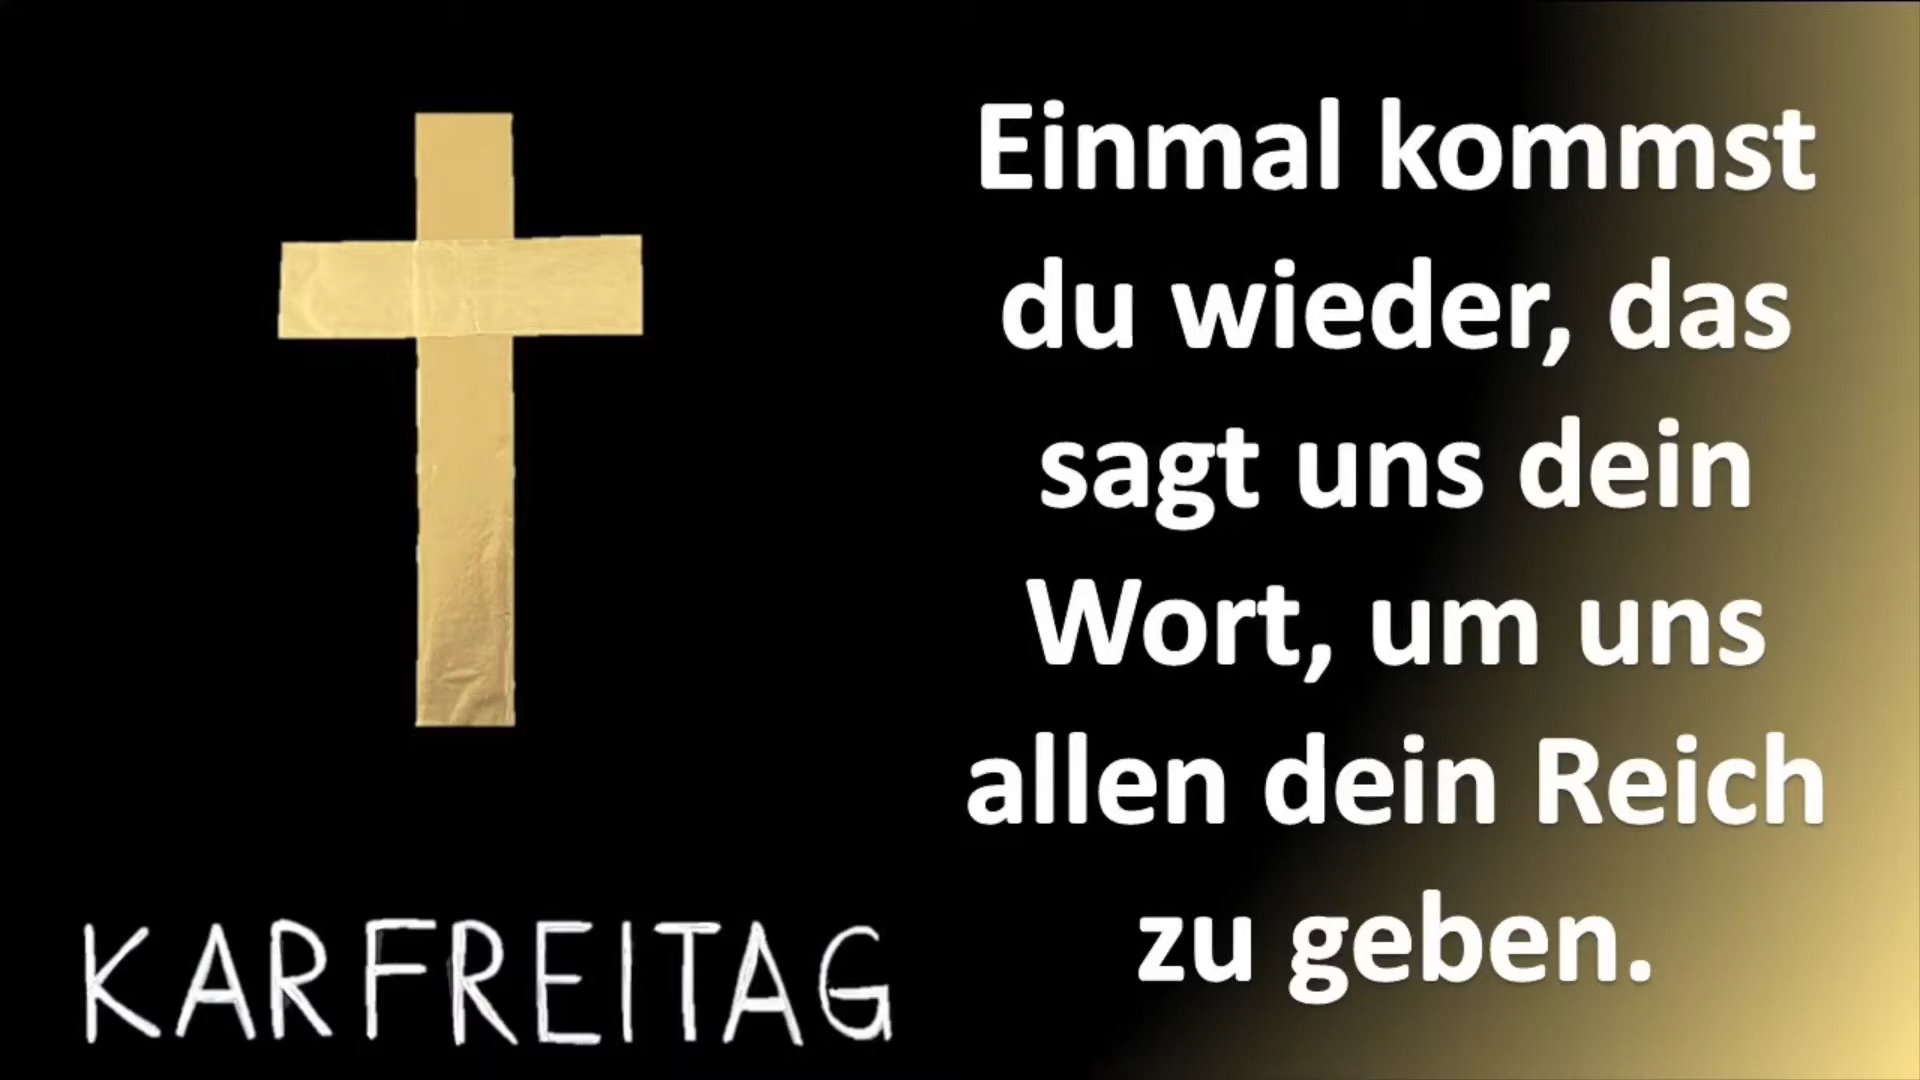 Einmal kommst
du wieder, das
sagt uns dein
Wort, um uns
allen dein Reich
zu geben.
KARFREITAG